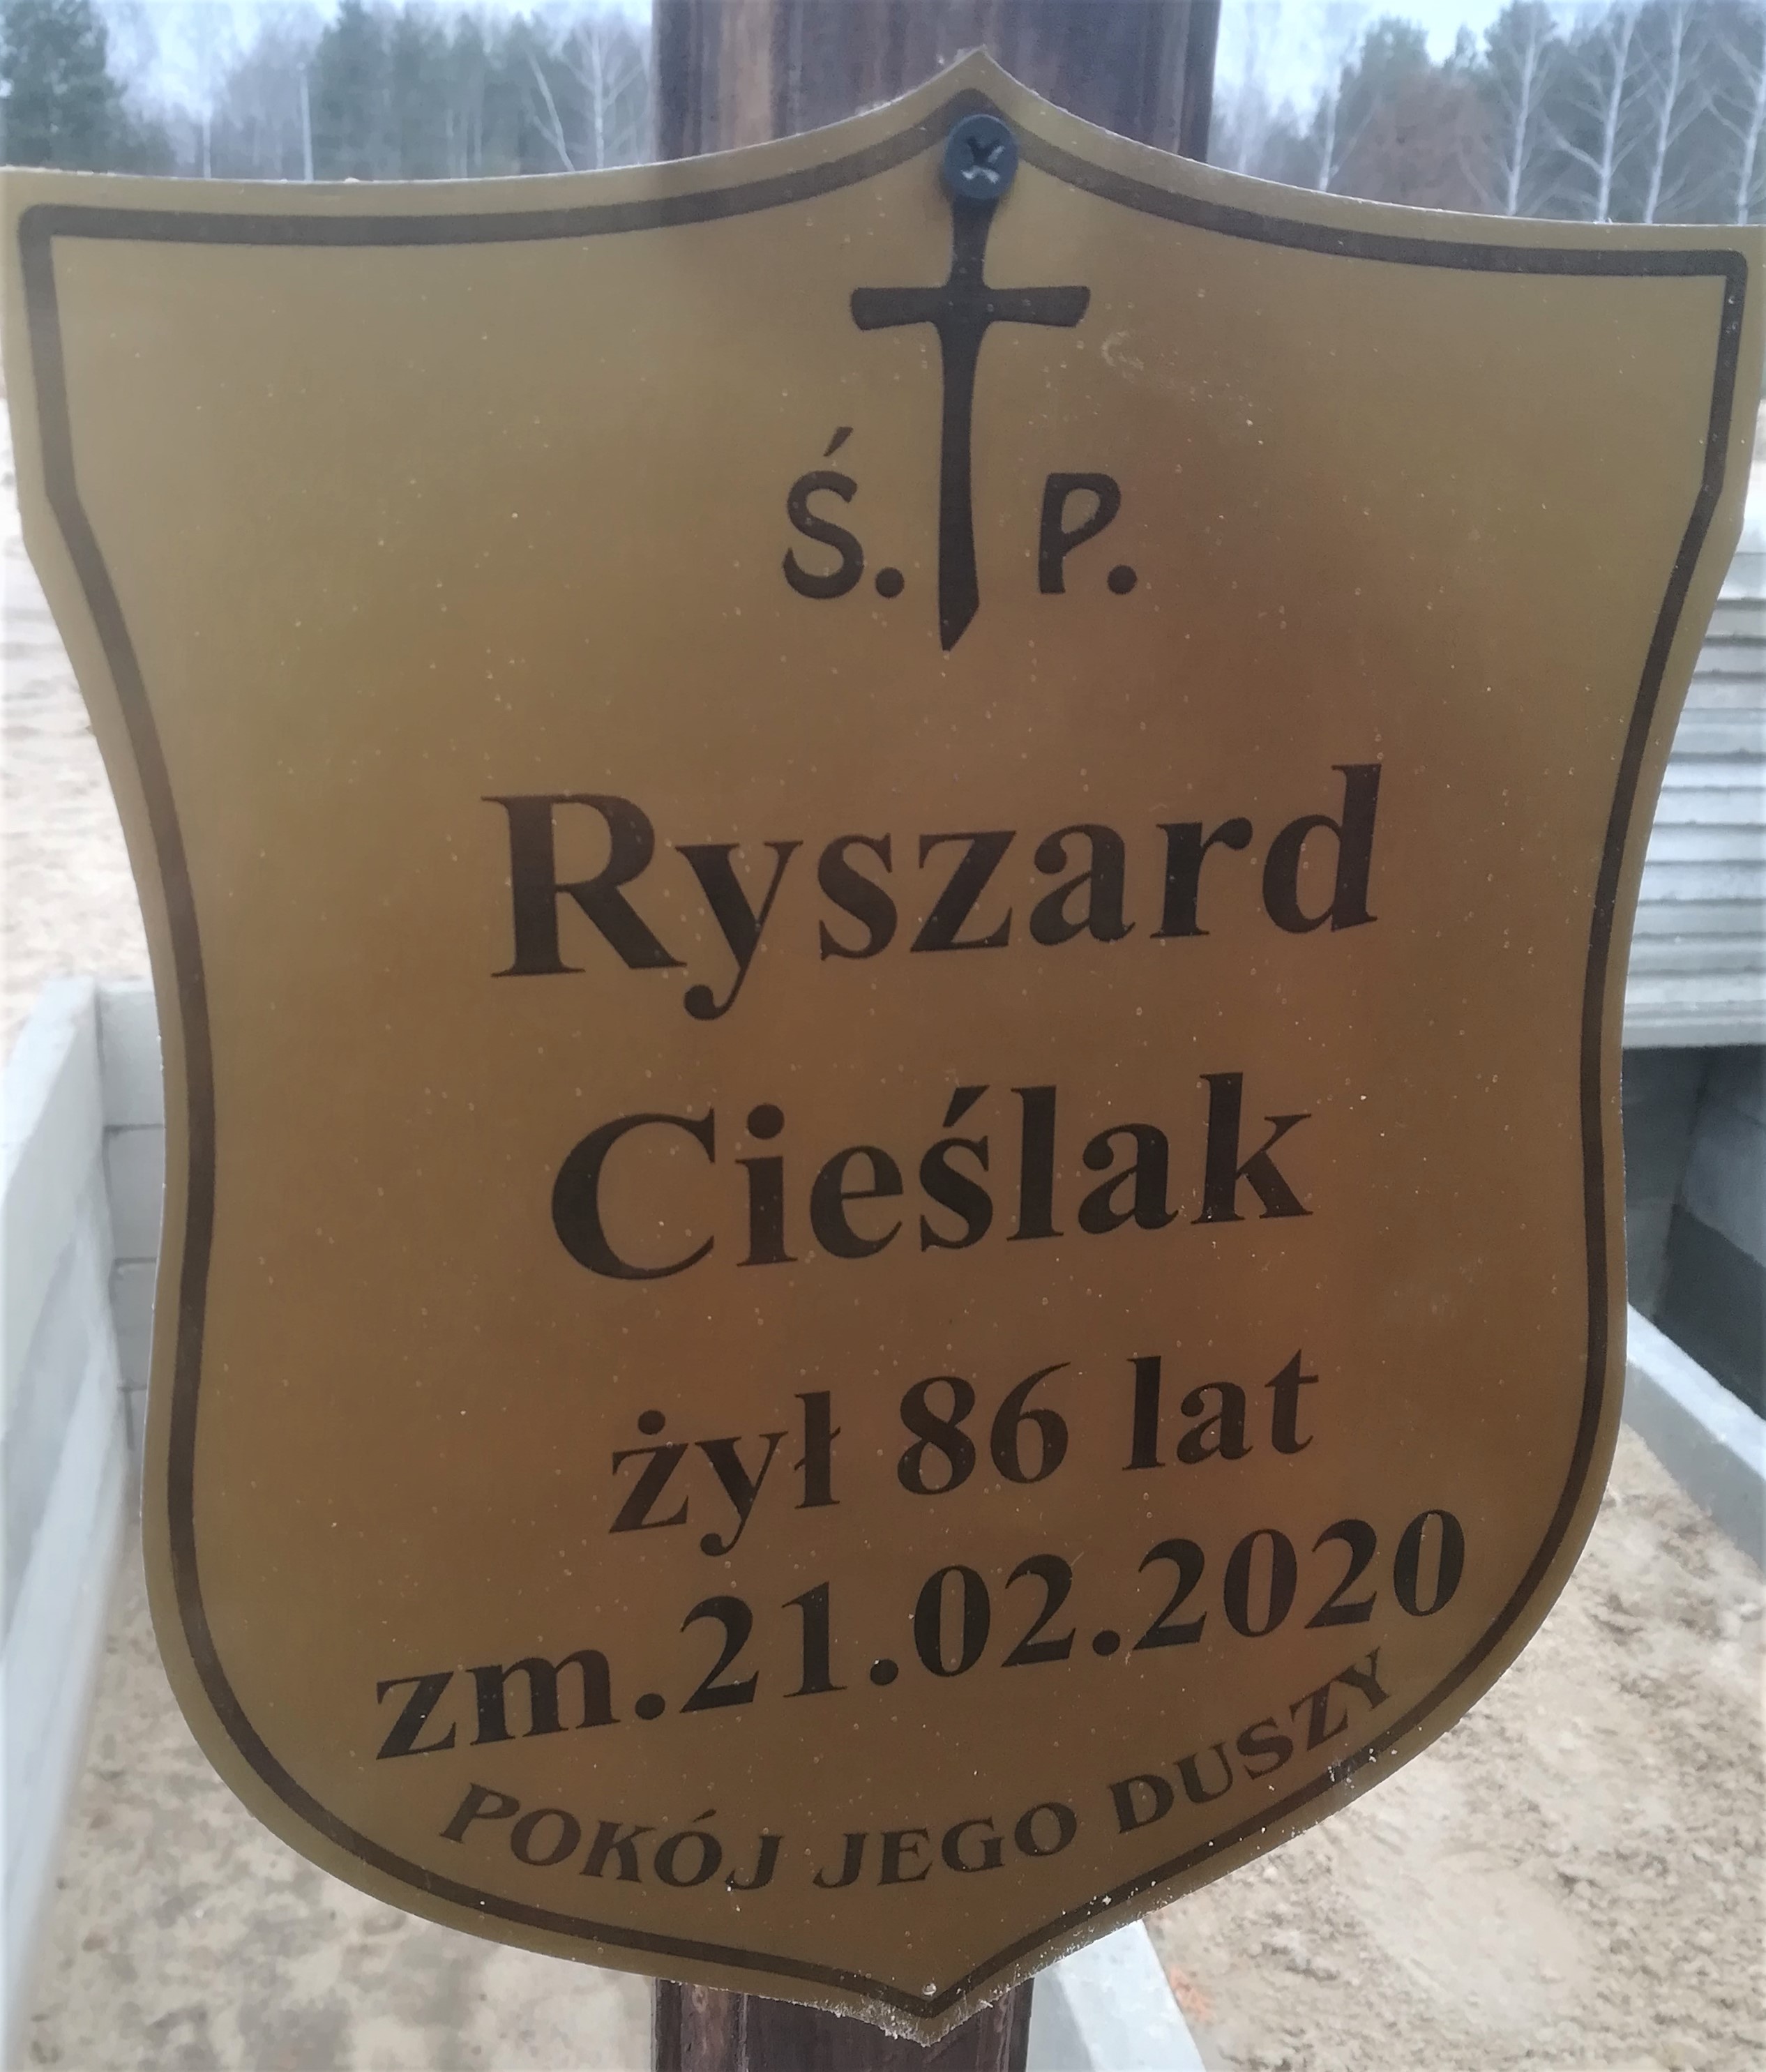 Ś. P.
Ryszard
Cieślak
żył 86 lat
zm.21.02.2020
POKÓJ JEGO DUSZY